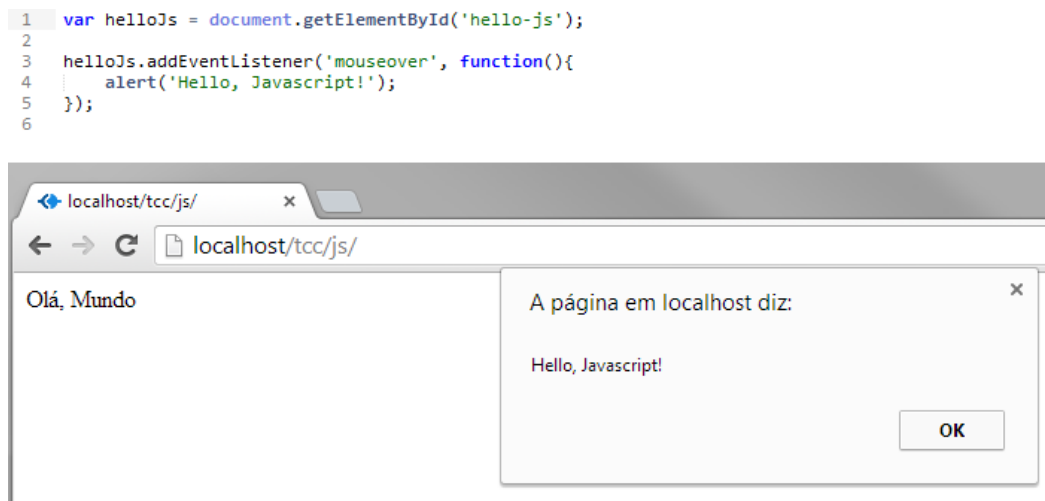 1 var helloJs = document.getElementById('hello-js');
2
3 helloJs.addEventListener('mouseover', function(){
4 alert('Hello, Javascript!');
5 });
6
localhost/tcc/js/ ×
localhost/tcc/js/
Olá, Mundo
A página em localhost diz: ×
Hello, Javascript!
OK